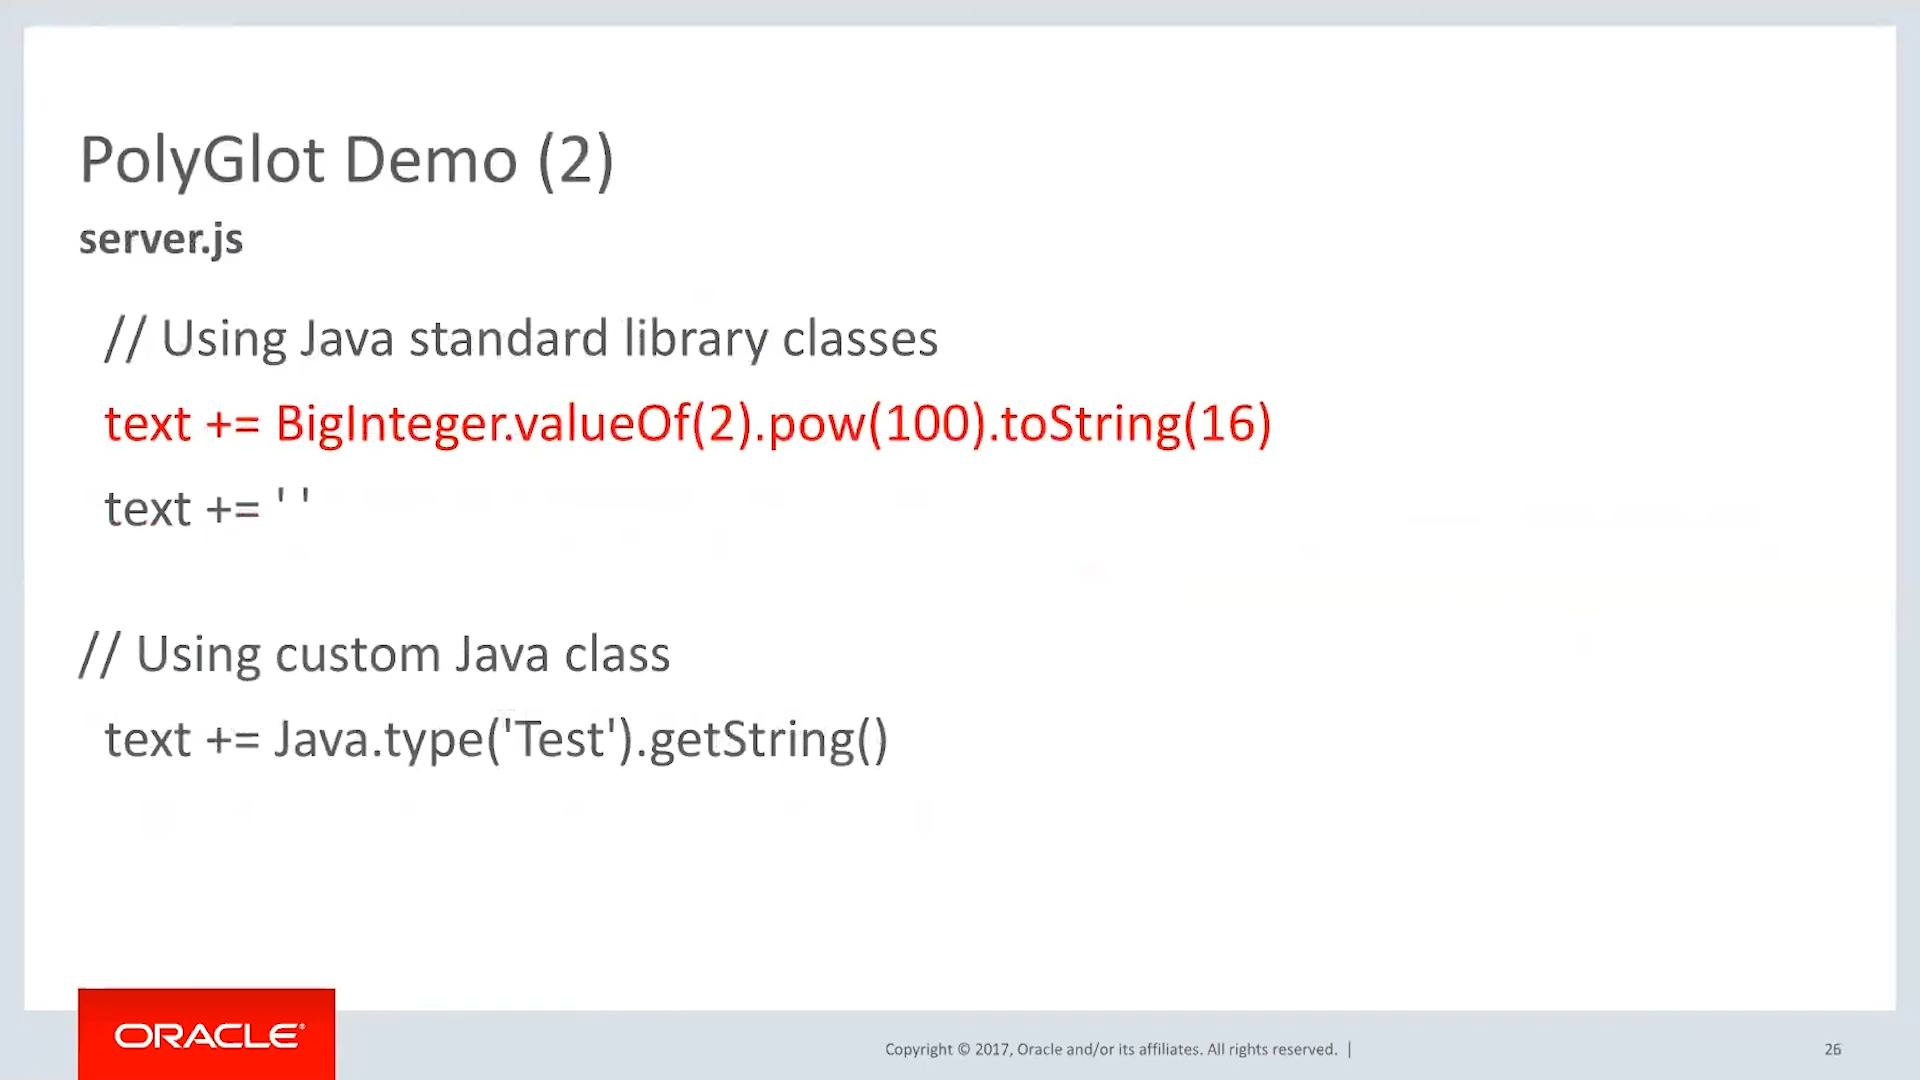 PolyGlot Demo (2)
server.js
// Using Java standard library classes
text += BigInteger.valueOf(2).pow(100).toString(16)
text += ' '
// Using custom Java class
text += Java.type('Test').getString()
ORACLE®
Copyright © 2017, Oracle and/or its affiliates. All rights reserved. |
26